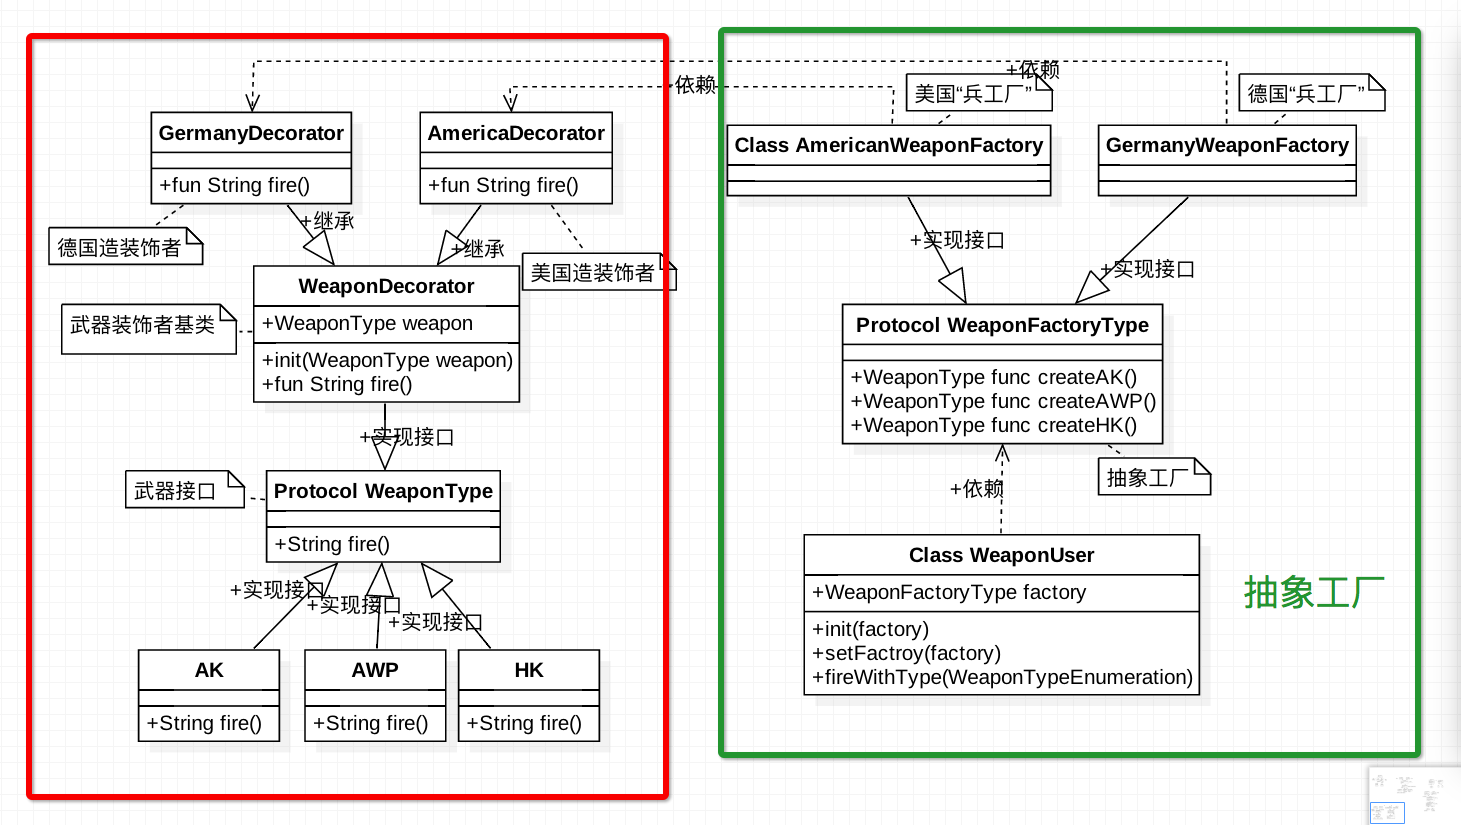 +依赖
+依赖
美国“兵工厂”
德国“兵工厂”
GermanyDecorator
+fun String fire()
AmericaDecorator
+fun String fire()
Class AmericanWeaponFactory
GermanyWeaponFactory
+继承
+继承
德国造装饰者
美国造装饰者
+实现接口
+实现接口
WeaponDecorator
+WeaponType weapon
+init(WeaponType weapon)
+fun String fire()
武器装饰者基类
Protocol WeaponFactoryType
+WeaponType func createAK()
+WeaponType func createAWP()
+WeaponType func createHK()
+实现接口
武器接口
Protocol WeaponType
+String fire()
抽象工厂
+依赖
+实现接口
+实现接口
+实现接口
Class WeaponUser
+WeaponFactoryType factory
+init(factory)
+setFactroy(factory)
+fireWithType(WeaponTypeEnumeration)
抽象工厂
AK
+String fire()
AWP
+String fire()
HK
+String fire()